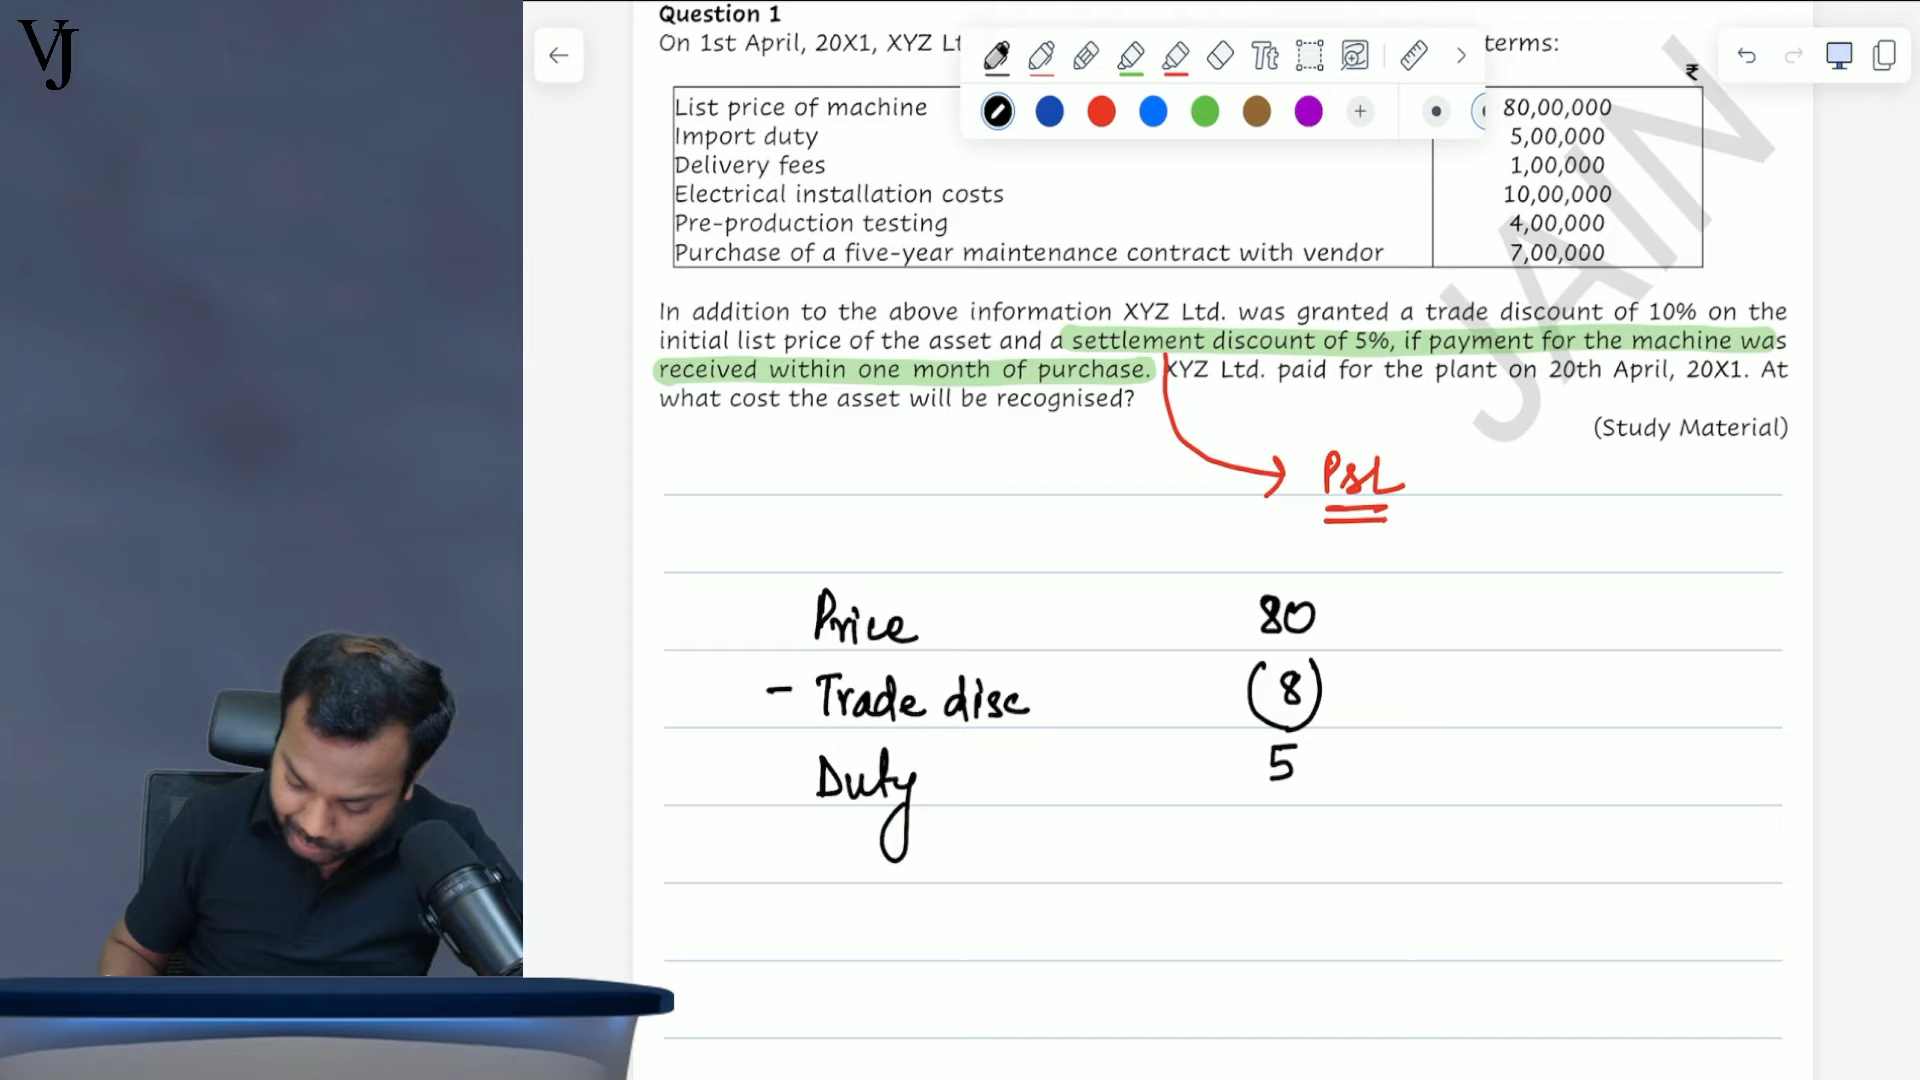 VJ
Question 1
On 1st April, 20X1, XYZ Lt terms:
₹
List price of machine 80,00,000
Import duty 5,00,000
Delivery fees 1,00,000
Electrical installation costs 10,00,000
Pre-production testing 4,00,000
Purchase of a five-year maintenance contract with vendor 7,00,000
In addition to the above information XYZ Ltd. was granted a trade discount of 10% on the
initial list price of the asset and a settlement discount of 5%, if payment for the machine was
received within one month of purchase. XYZ Ltd. paid for the plant on 20th April, 20X1. At
what cost the asset will be recognised?
(Study Material)
P&L
Price 80
- Trade disc (8)
Duty 5
JAIN
Tt